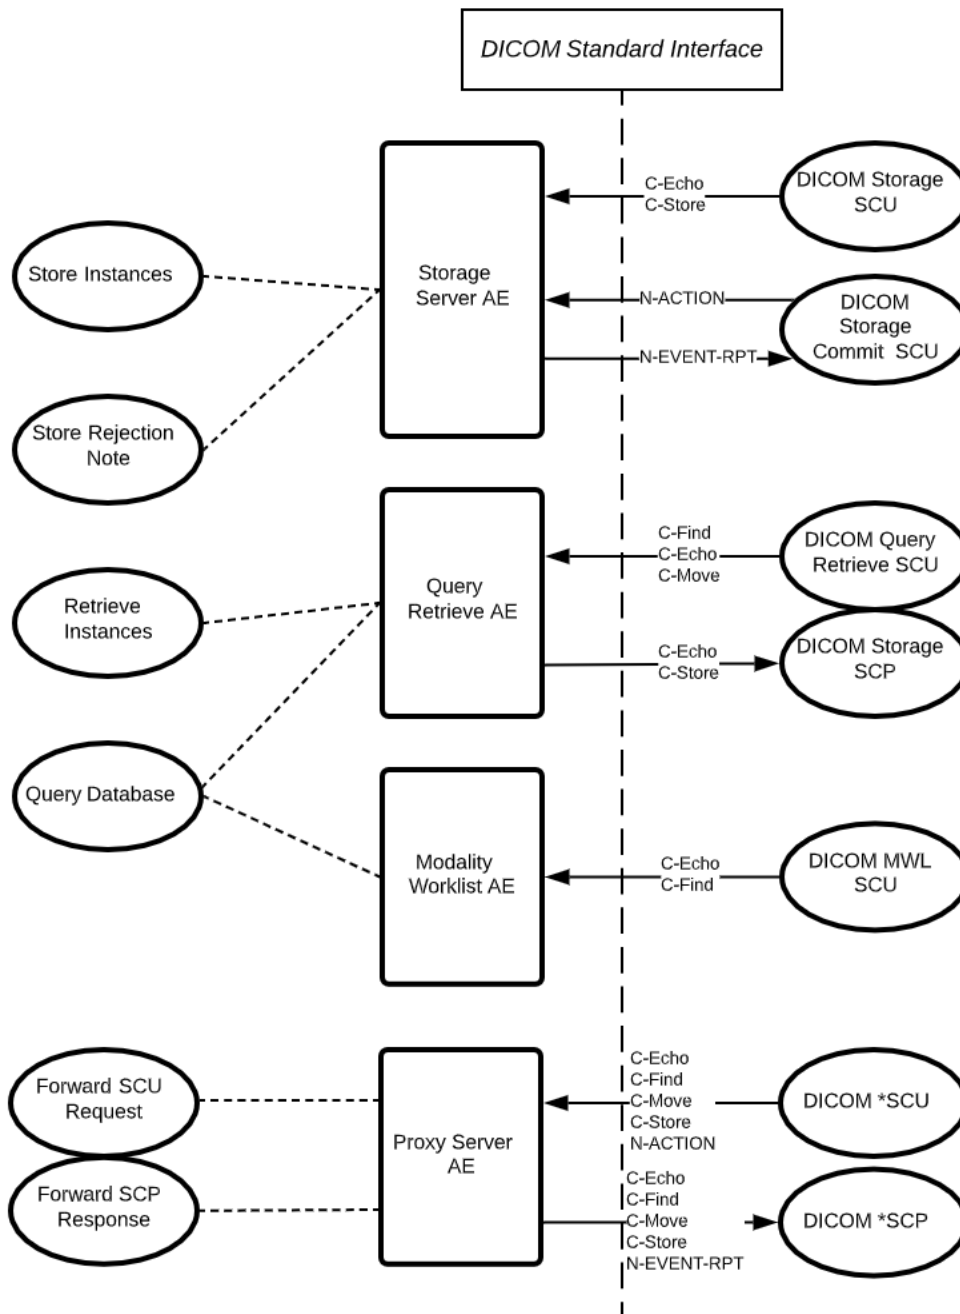 DICOM Standard Interface
C-Echo
C-Store
DICOM Storage
SCU
Store Instances
Storage
Server AE
N-ACTION
DICOM
Storage
Commit SCU
N-EVENT-RPT
Store Rejection
Note
C-Find
C-Echo
C-Move
DICOM Query
Retrieve SCU
Query
Retrieve AE
Retrieve
Instances
C-Echo
C-Store
DICOM Storage
SCP
Query Database
Modality
Worklist AE
C-Echo
C-Find
DICOM MWL
SCU
Forward SCU
Request
C-Echo
C-Find
C-Move
C-Store
N-ACTION
DICOM *SCU
Proxy Server
AE
Forward SCP
Response
C-Echo
C-Find
C-Move
C-Store
N-EVENT-RPT
DICOM *SCP